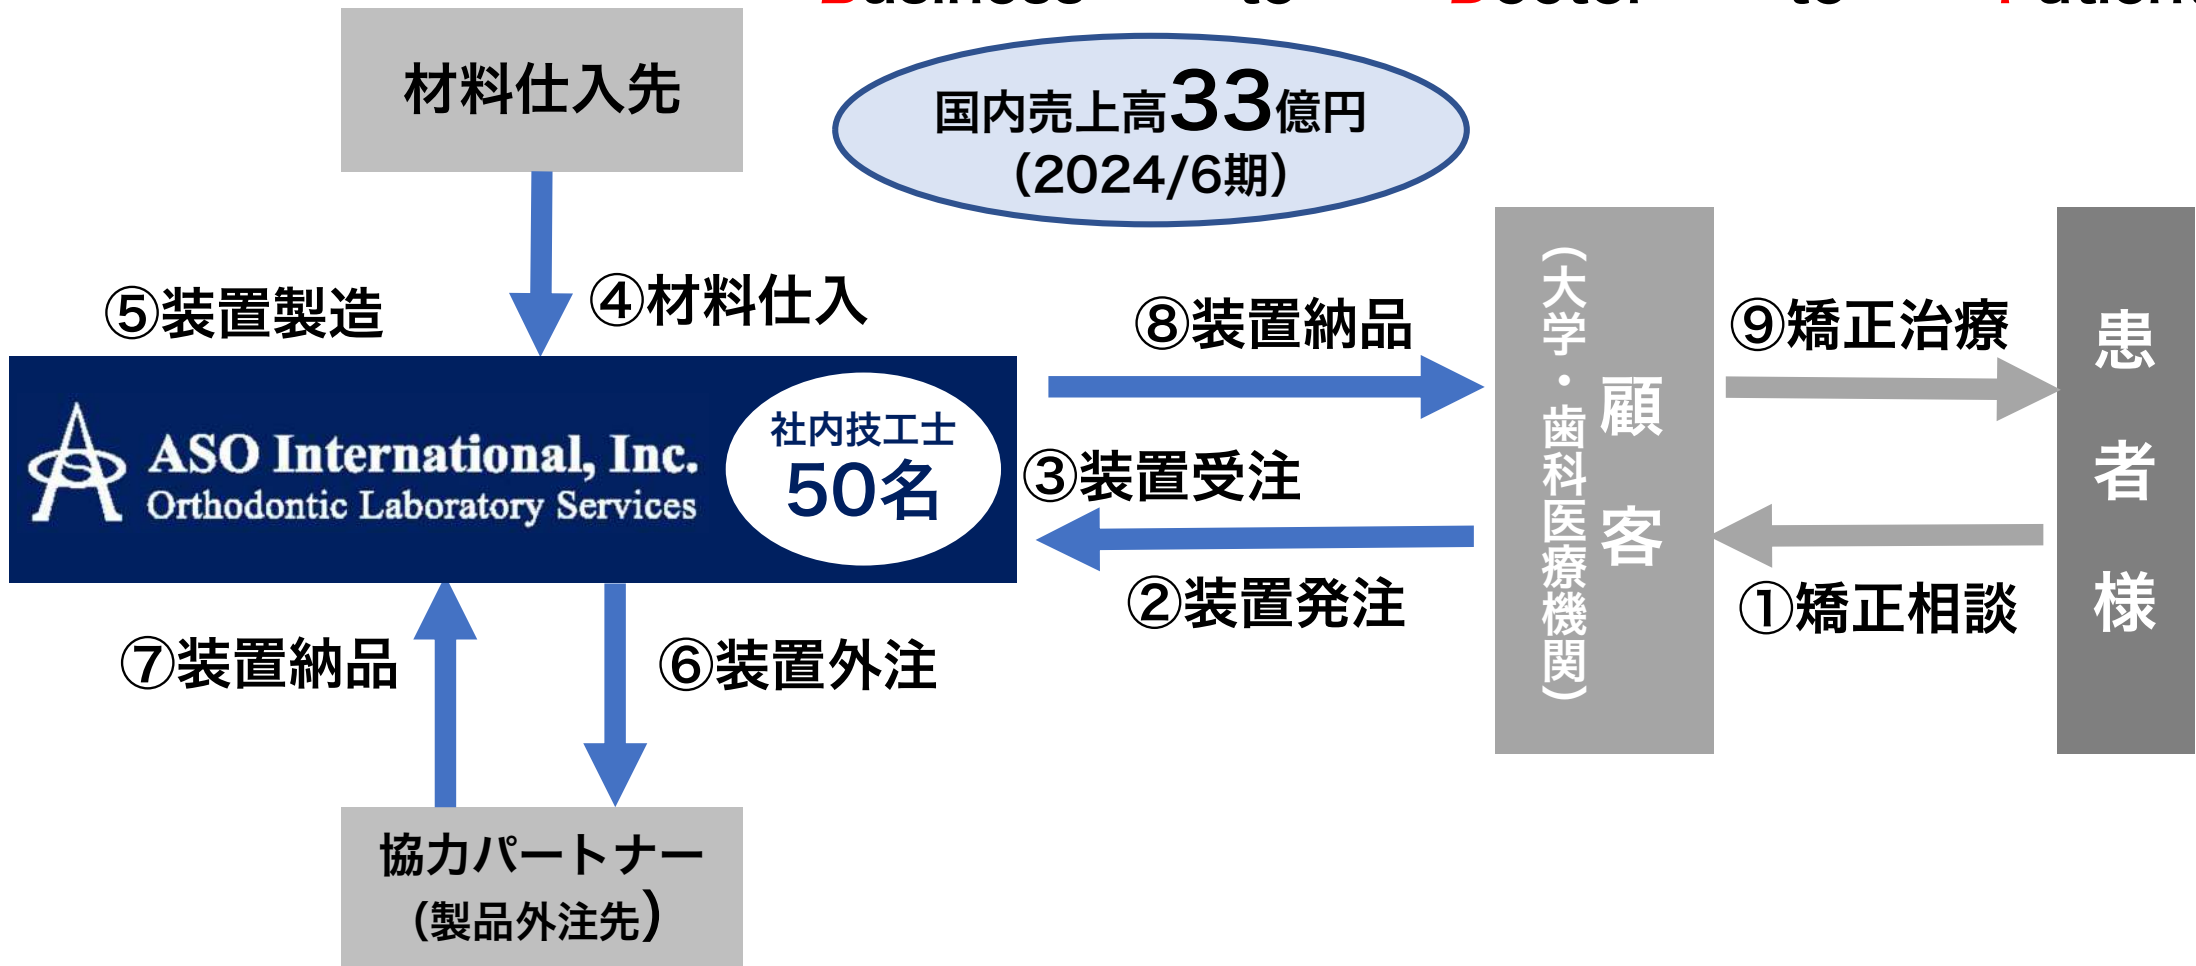 Business to Doctor to Patient
材料仕入先
国内売上高33億円
(2024/6期)
⑤装置製造
④材料仕入
⑧装置納品
⑨矯正治療
ASO International, Inc.
Orthodontic Laboratory Services
社内技工士
50名
③装置受注
②装置発注
①矯正相談
顧客
(大学・歯科医療機関)
患者様
⑦装置納品
⑥装置外注
協力パートナー
(製品外注先)